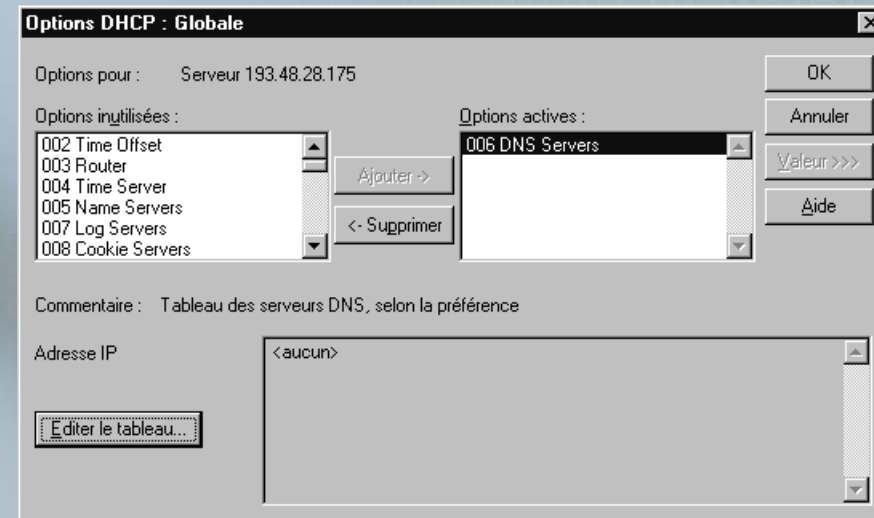 Options DHCP : Globale
Options pour : Serveur 193.48.28.175
OK
Options inutilisées :
Options actives :
Annuler
002 Time Offset
003 Router
004 Time Server
005 Name Servers
007 Log Servers
008 Cookie Servers
Ajouter ->
<- Supprimer
006 DNS Servers
Valeur >>>
Aide
Commentaire : Tableau des serveurs DNS, selon la préférence
Adresse IP
<aucun>
Editer le tableau...